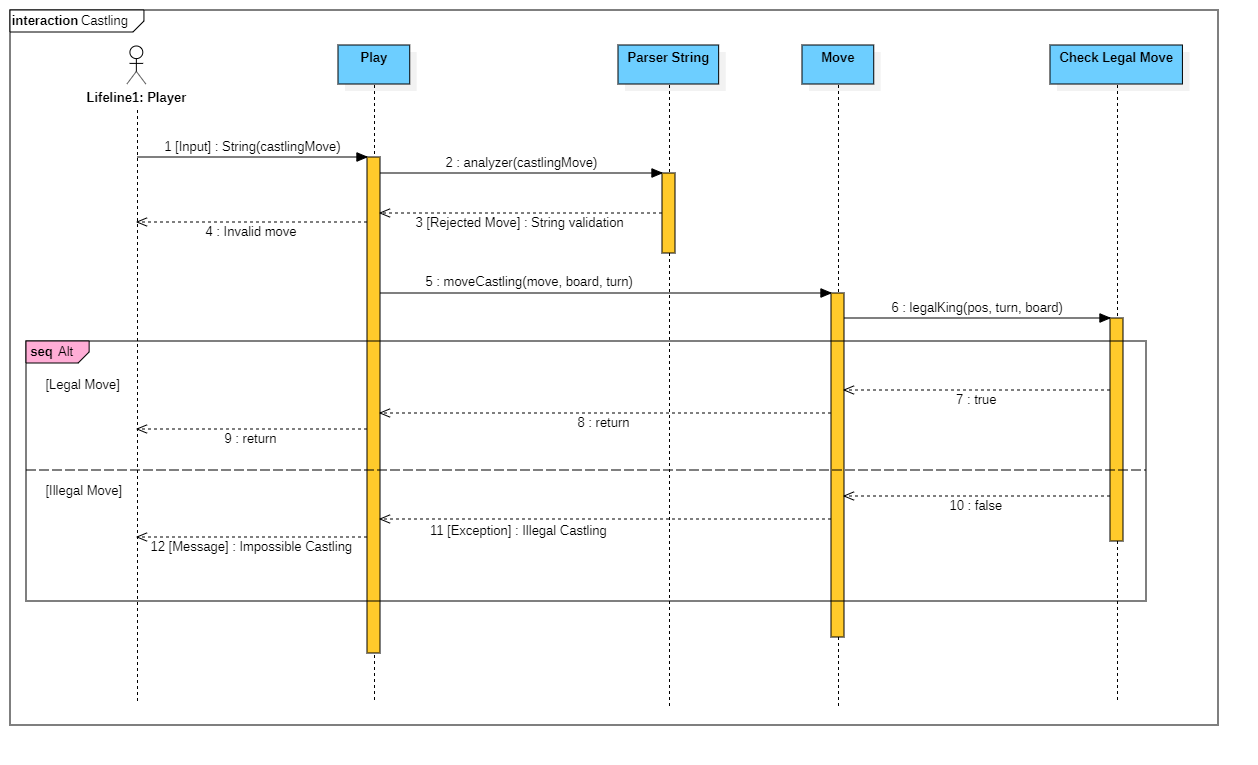 interaction Castling
Play
Parser String
Move
Check Legal Move
Lifeline1: Player
1 [Input] : String(castlingMove)
2 : analyzer(castlingMove)
3 [Rejected Move] : String validation
4 : Invalid move
5 : moveCastling(move, board, turn)
6 : legalKing(pos, turn, board)
seq Alt
[Legal Move]
7 : true
8 : return
9 : return
[Illegal Move]
10 : false
11 [Exception] : Illegal Castling
12 [Message] : Impossible Castling